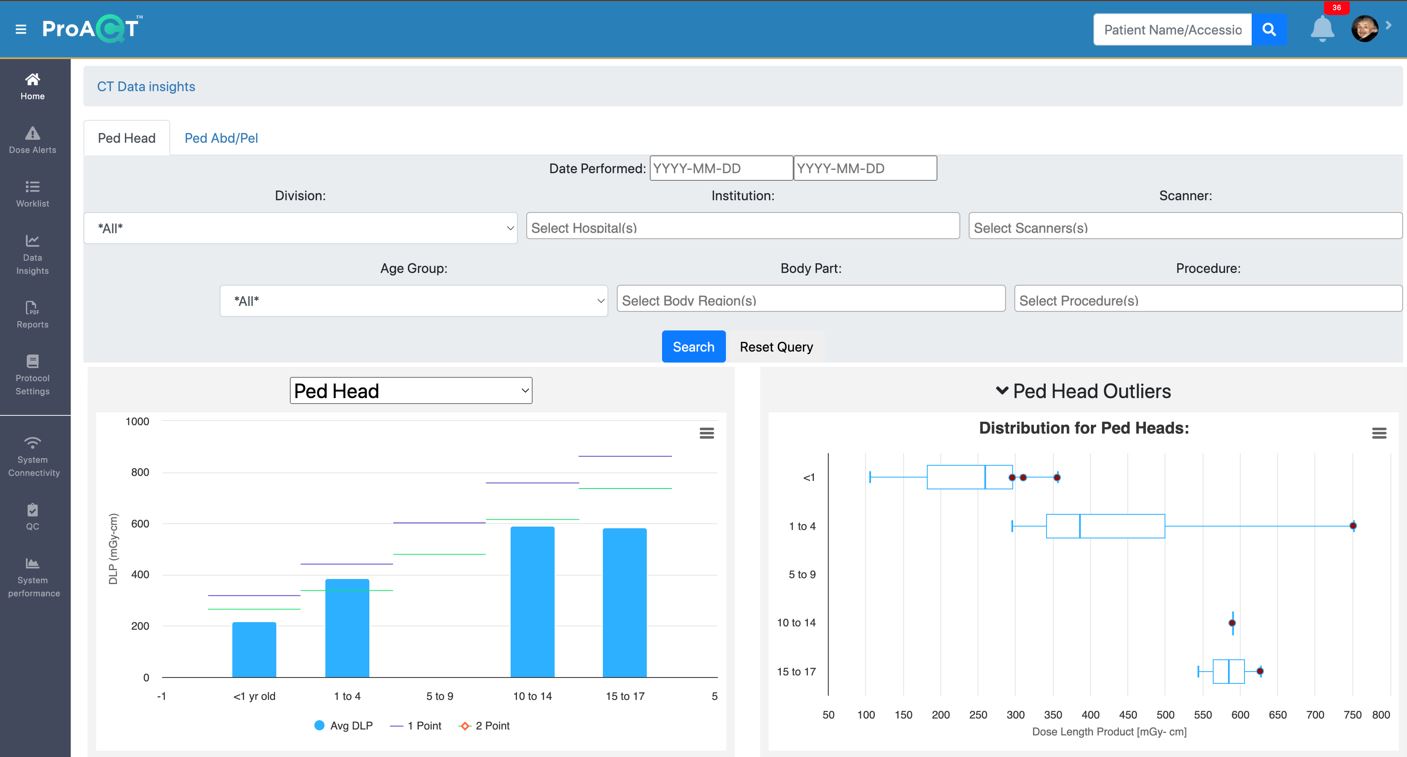 ProACT™
Patient Name/Accessio
36
Home
Dose Alerts
Worklist
Data
Insights
Reports
Protocol
Settings
System
Connectivity
QC
System
performance
CT Data insights
Ped Head
Ped Abd/Pel
Date Performed: YYYY-MM-DD YYYY-MM-DD
Division: Institution: Scanner:
*All* Select Hospital(s) Select Scanners(s)
Age Group: Body Part: Procedure:
*All* Select Body Region(s) Select Procedure(s)
Search Reset Query
Ped Head
1000
800
600
400
200
0
DLP (mGy-cm)
-1 <1 yr old 1 to 4 5 to 9 10 to 14 15 to 17 5
Avg DLP 1 Point 2 Point
Ped Head Outliers
Distribution for Ped Heads:
<1
1 to 4
5 to 9
10 to 14
15 to 17
50 100 150 200 250 300 350 400 450 500 550 600 650 700 750 800
Dose Length Product [mGy- cm]